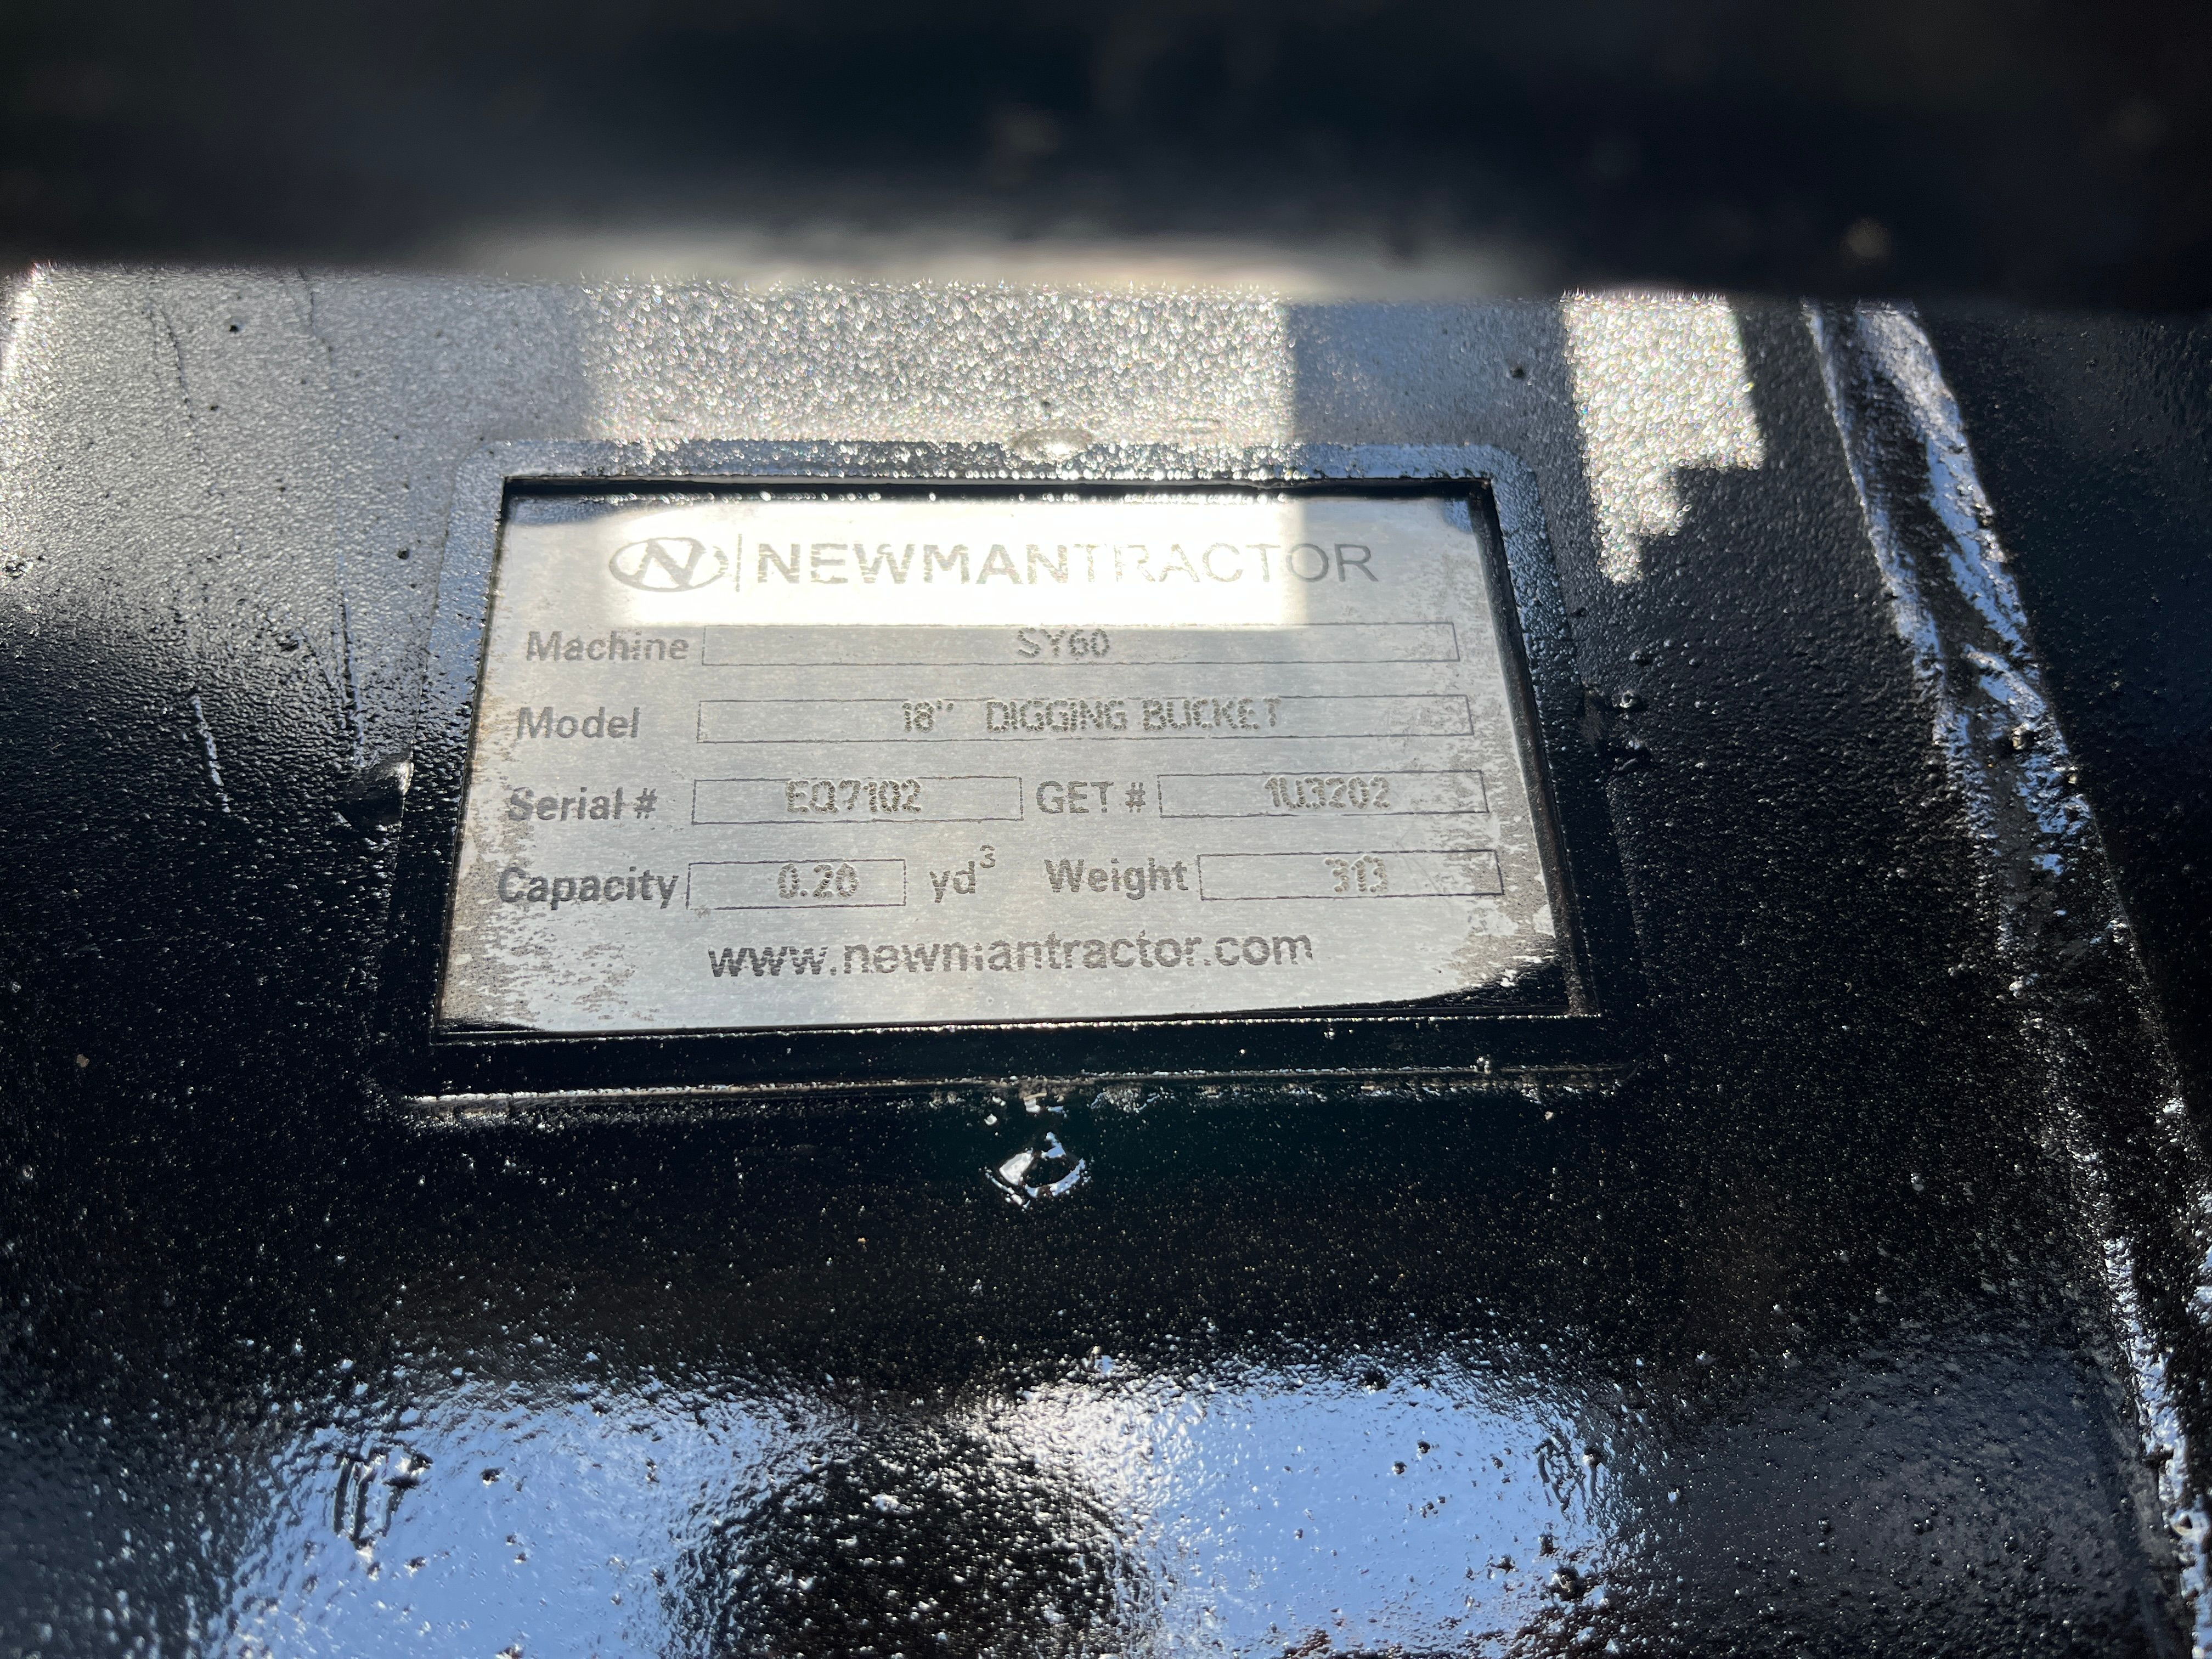 N | NEWMANTRACTOR
Machine SY60
Model 18" DIGGING BUCKET
Serial # EQ7102 GET # 1U3202
Capacity 0.20 yd³ Weight 313
www.newmantractor.com